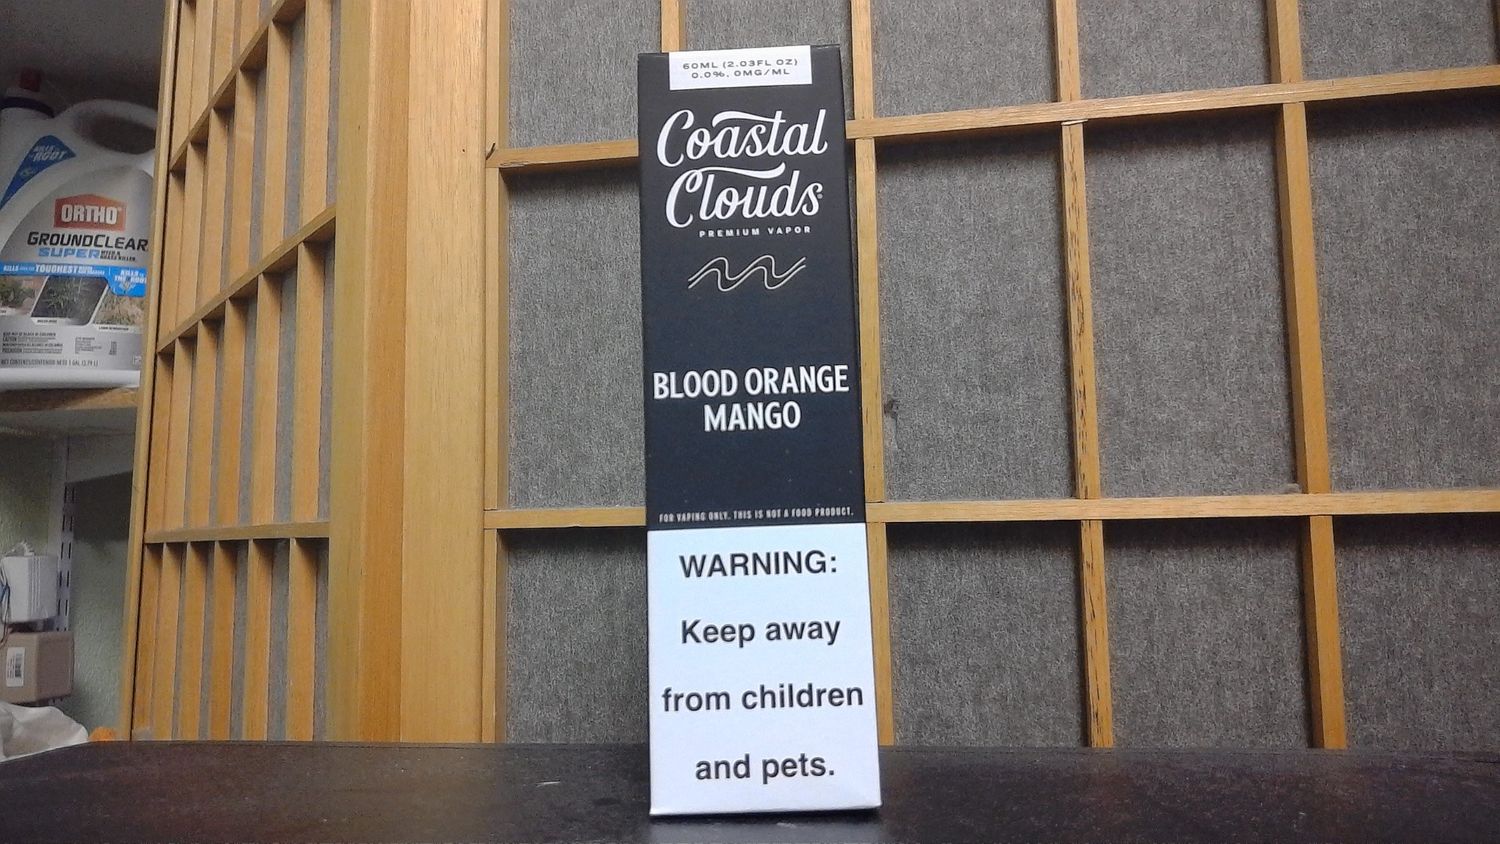 60ML (2.03FL OZ)
0.0%, 0MG/ML
Coastal
Clouds
PREMIUM VAPOR
BLOOD ORANGE
MANGO
FOR VAPING ONLY. THIS IS NOT A FOOD PRODUCT.
WARNING:
Keep away
from children
and pets.
ORTHO
GROUNDCLEAR
SUPER
TOUGHEST